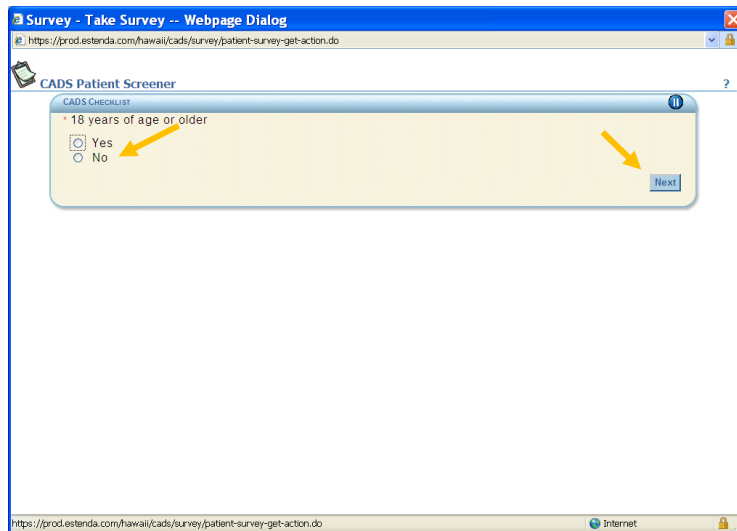 Survey - Take Survey -- Webpage Dialog
https://prod.estenda.com/hawaii/cads/survey/patient-survey-get-action.do
CADS Patient Screener ?
CADS CHECKLIST
* 18 years of age or older
Yes
No
Next
https://prod.estenda.com/hawaii/cads/survey/patient-survey-get-action.do Internet